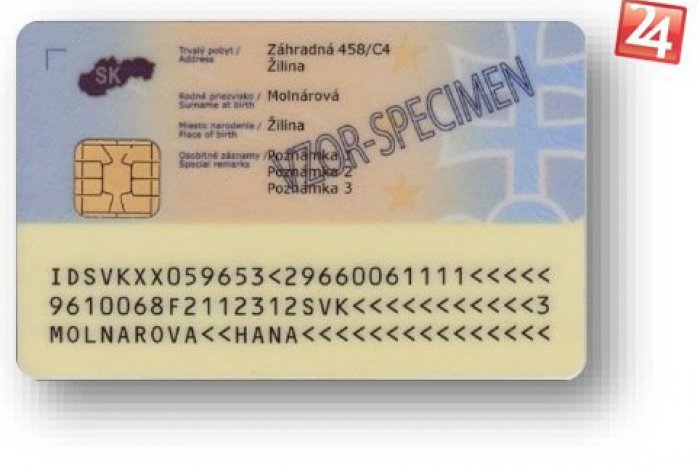 24
SK
Trvalý pobyt / Záhradná 458/C4
Address Žilina
Rodné priezvisko / Molnárová
Surname at birth
Miesto narodenia / Žilina
Place of birth
Osobitné záznamy / Poznámka 1
Special remarks Poznámka 2
Poznámka 3
VZOR-SPECIMEN
IDSVKXX059653<29660061111<<<<<
9610068F2112312SVK<<<<<<<<<<<3
MOLNAROVA<<HANA<<<<<<<<<<<<<<<